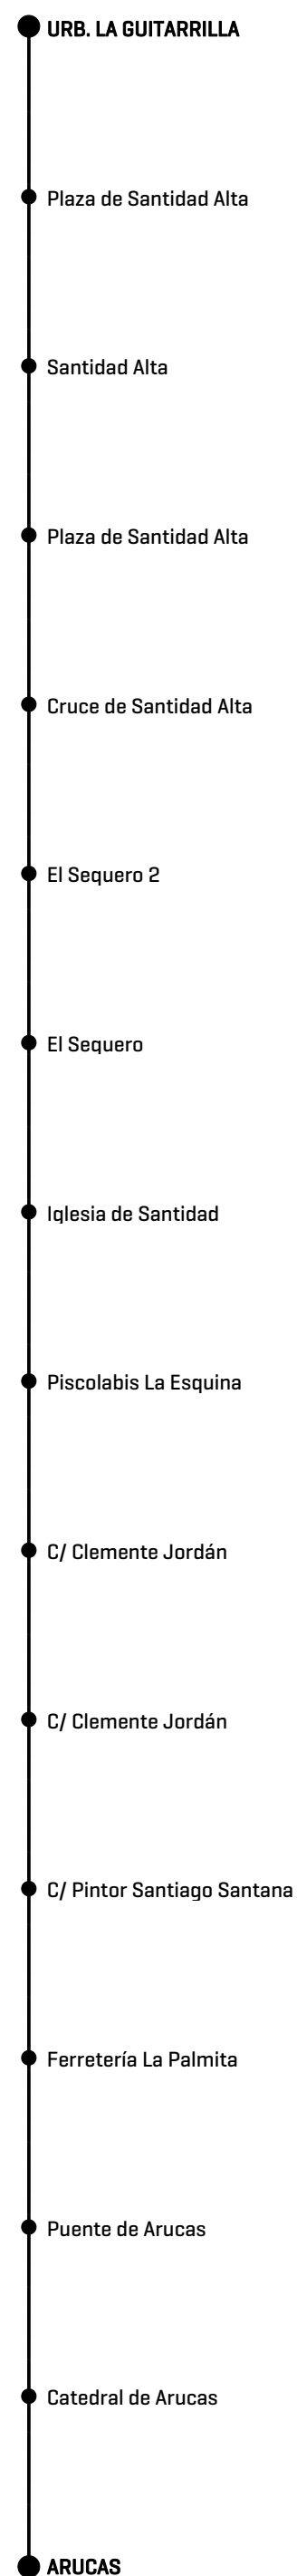 URB. LA GUITARRILLA
Plaza de Santidad Alta
Santidad Alta
Plaza de Santidad Alta
Cruce de Santidad Alta
El Sequero 2
El Sequero
Iglesia de Santidad
Piscolabis La Esquina
C/ Clemente Jordán
C/ Clemente Jordán
C/ Pintor Santiago Santana
Ferretería La Palmita
Puente de Arucas
Catedral de Arucas
ARUCAS